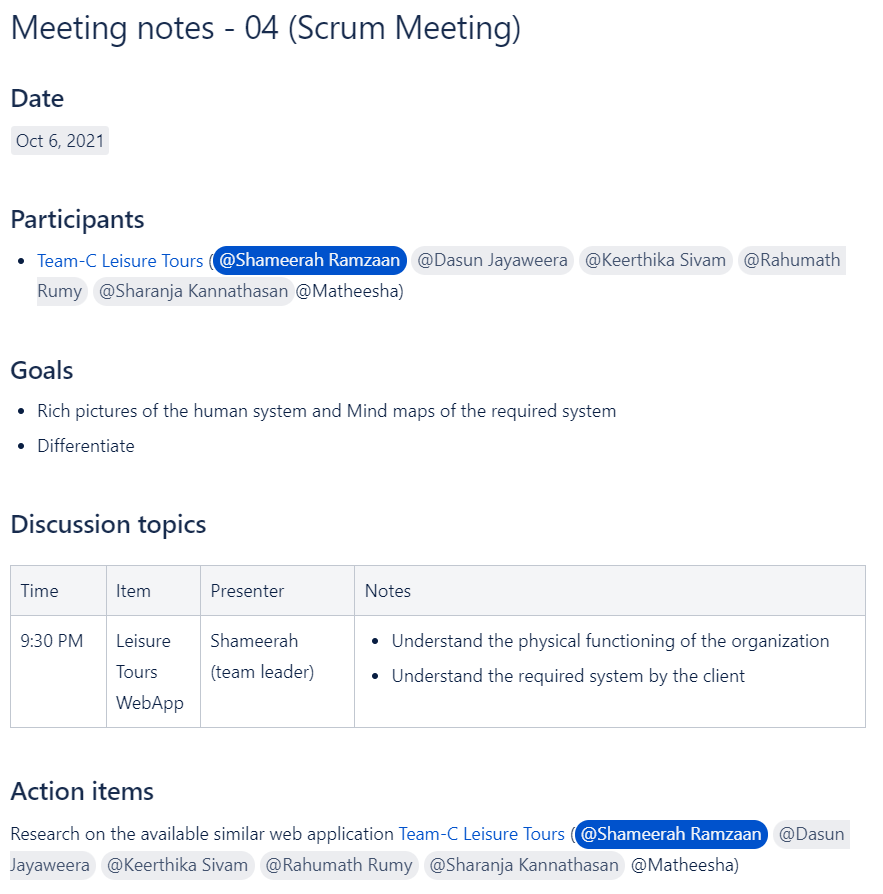 Meeting notes - 04 (Scrum Meeting)
Date
Oct 6, 2021
Participants
• Team-C Leisure Tours (@Shameerah Ramzaan @Dasun Jayaweera @Keerthika Sivam @Rahumath
Rumy @Sharanja Kannathasan @Matheesha)
Goals
• Rich pictures of the human system and Mind maps of the required system
• Differentiate
Discussion topics
Time Item Presenter Notes
9:30 PM Leisure Shameerah • Understand the physical functioning of the organization
Tours (team leader) • Understand the required system by the client
WebApp
Action items
Research on the available similar web application Team-C Leisure Tours (@Shameerah Ramzaan @Dasun
Jayaweera @Keerthika Sivam @Rahumath Rumy @Sharanja Kannathasan @Matheesha)